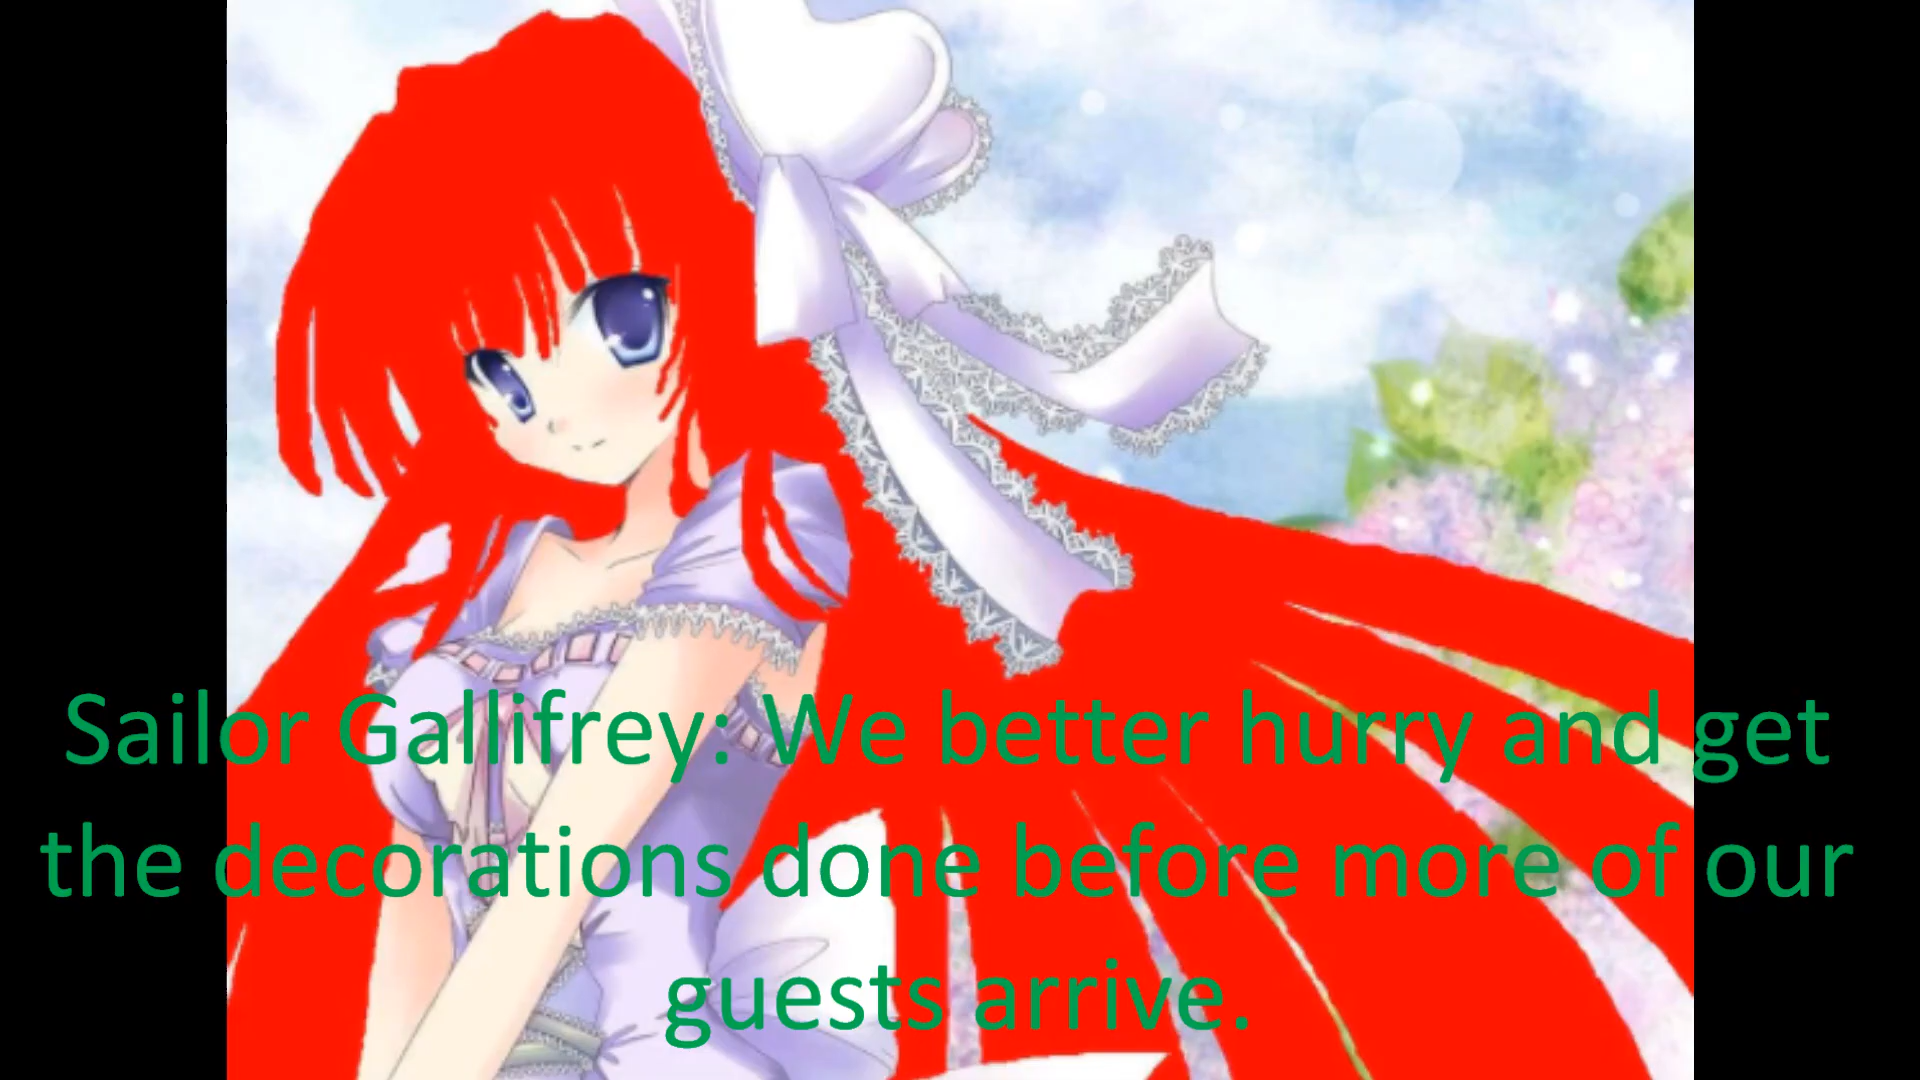 Sailor Gallifrey: We better hurry and get
the decorations done before more of our
guests arrive.